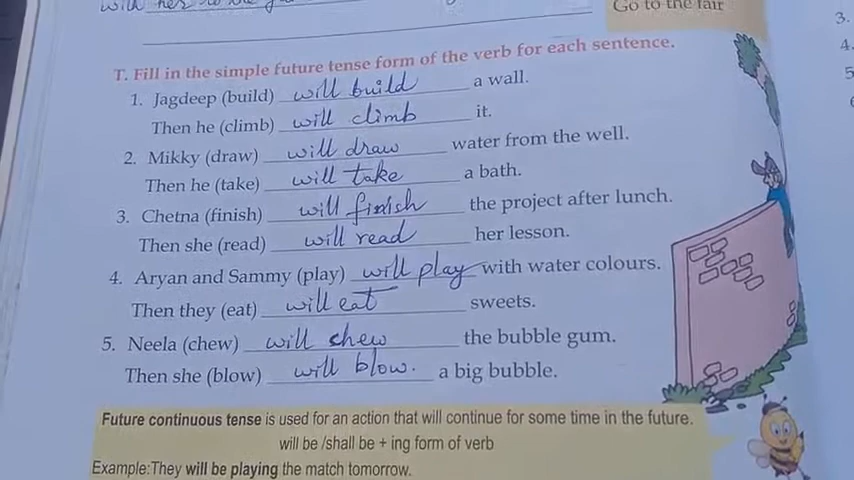 Go to the fair
T. Fill in the simple future tense form of the verb for each sentence.
1. Jagdeep (build) will build a wall.
Then he (climb) will climb it.
2. Mikky (draw) will draw water from the well.
Then he (take) will take a bath.
3. Chetna (finish) will finish the project after lunch.
Then she (read) will read her lesson.
4. Aryan and Sammy (play) will play with water colours.
Then they (eat) will eat sweets.
5. Neela (chew) will shew the bubble gum.
Then she (blow) will blow. a big bubble.
Future continuous tense is used for an action that will continue for some time in the future.
will be /shall be + ing form of verb
Example:They will be playing the match tomorrow.
3.
4.
5